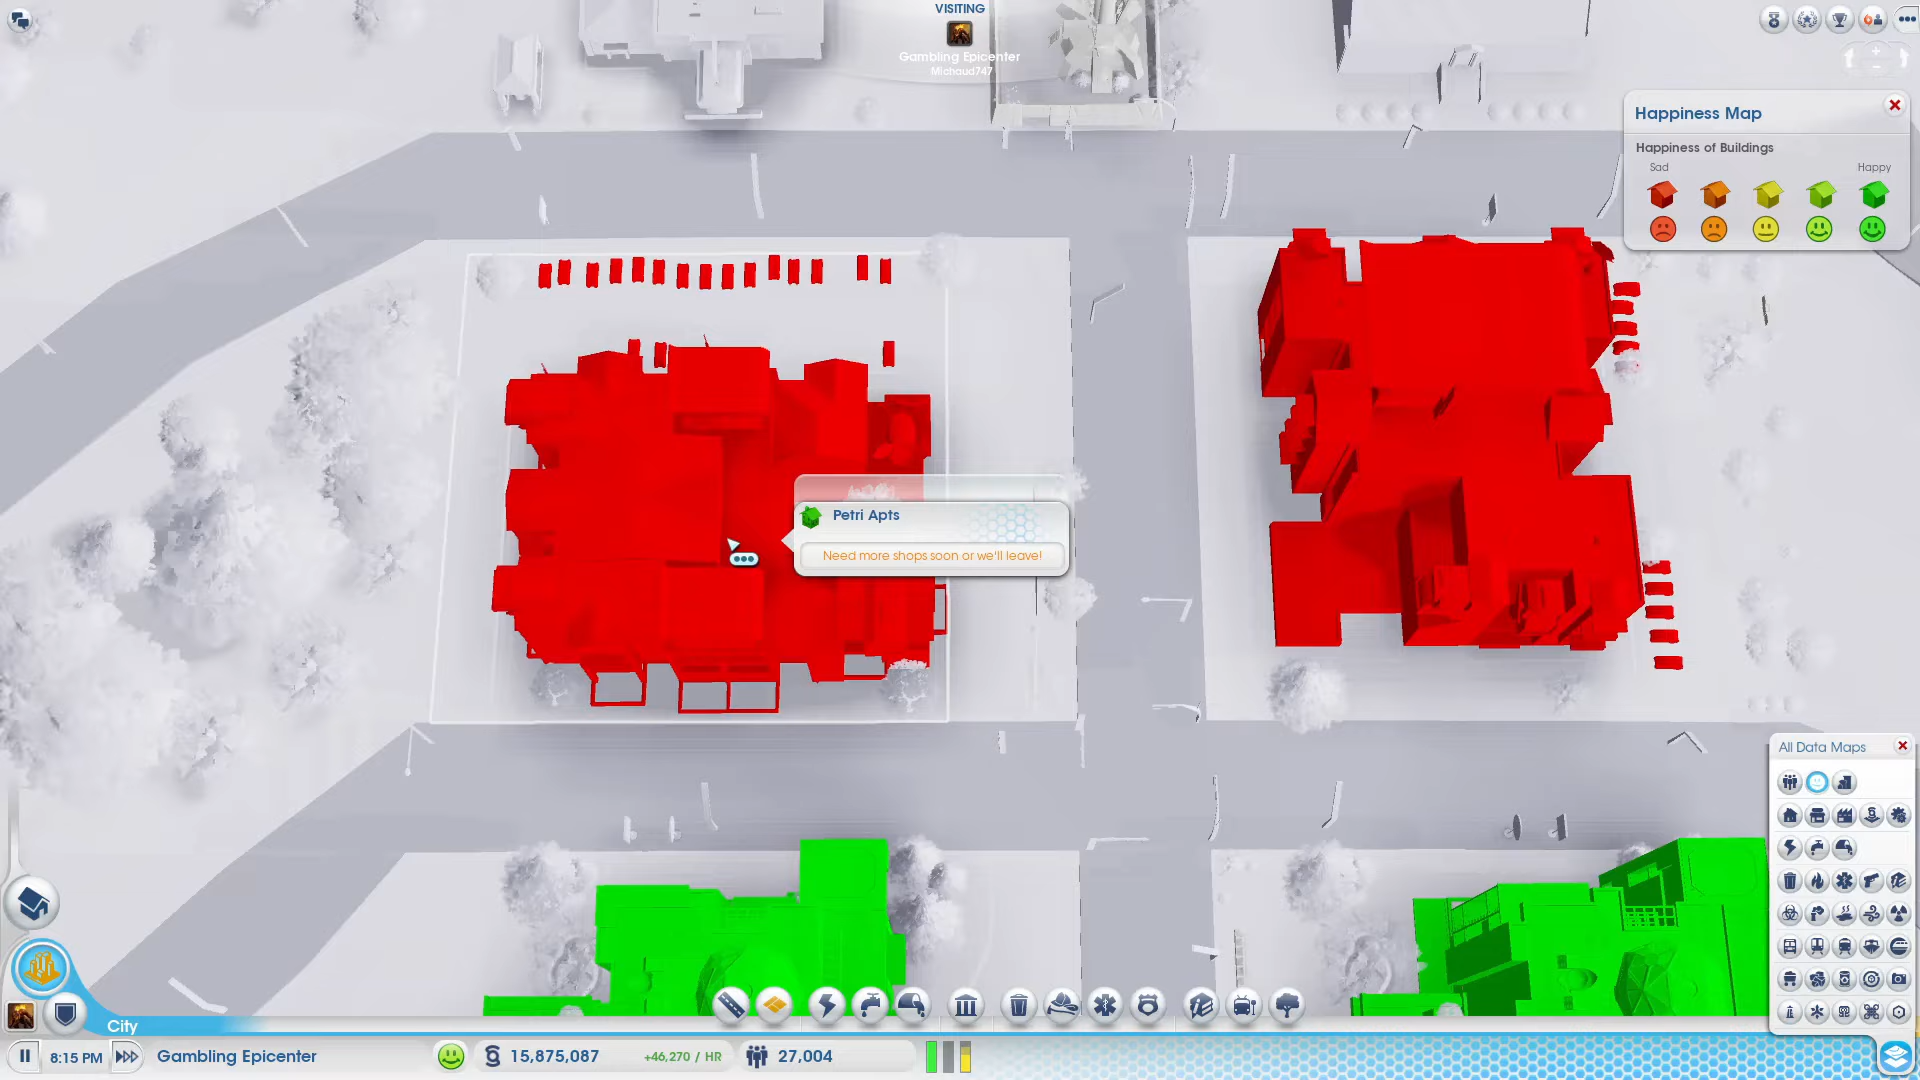 VISITING
Gambling Epicenter
Michaud747
Happiness Map
Happiness of Buildings
Sad
Happy
Petri Apts
Need more shops soon or we'll leave!
All Data Maps
City
8:15 PM
Gambling Epicenter
15,875,087
+46,270 / HR
27,004